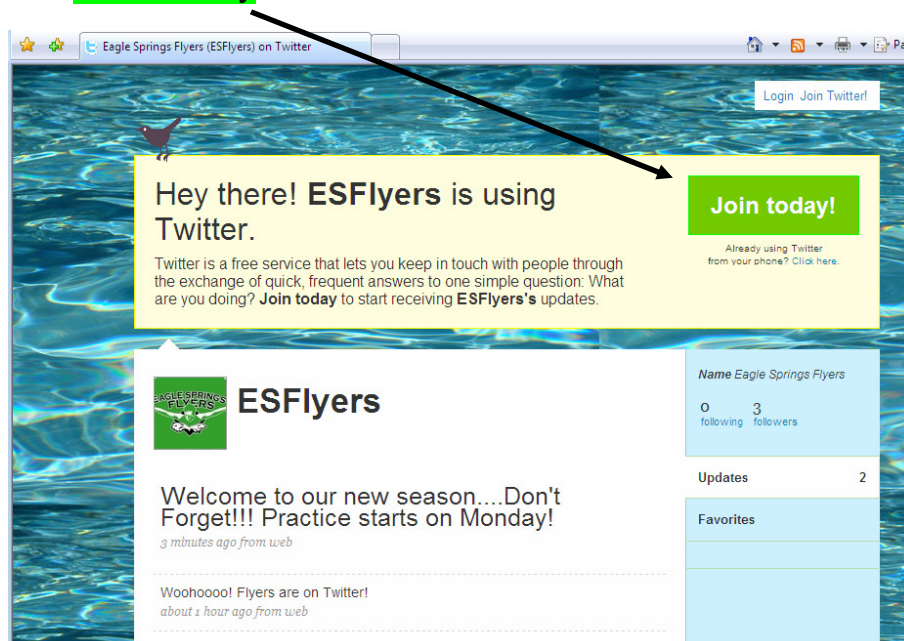 Eagle Springs Flyers (ESFlyers) on Twitter
Login Join Twitter!
Hey there! ESFlyers is using
Twitter.
Twitter is a free service that lets you keep in touch with people through
the exchange of quick, frequent answers to one simple question: What
are you doing? Join today to start receiving ESFlyers's updates.
Join today!
Already using Twitter
from your phone? Click here.
EAGLE SPRINGS
FLYERS
ESFlyers
Name Eagle Springs Flyers
0 3
following followers
Updates 2
Favorites
Welcome to our new season....Don't
Forget!!! Practice starts on Monday!
3 minutes ago from web
Woohoooo! Flyers are on Twitter!
about 1 hour ago from web